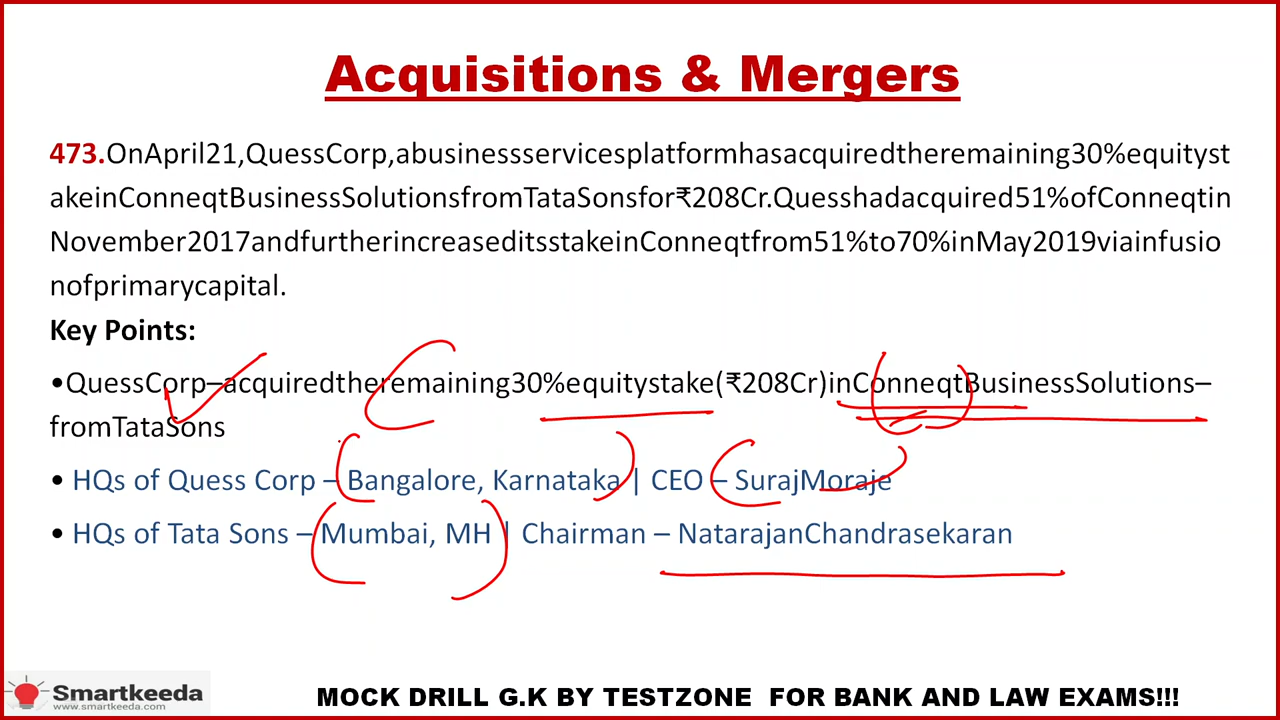 Acquisitions & Mergers
473.OnApril21,QuessCorp,abusinessservicesplatformhasacquiredtheremaining30%equityst
akeinConneqtBusinessSolutionsfromTataSonsfor₹208Cr.Quesshadacquired51%ofConneqtin
November2017andfurtherincreaseditsstakeinConneqtfrom51%to70%inMay2019viainfusio
nofprimarycapital.
Key Points:
•QuessCorp–acquiredtheremaining30%equitystake(₹208Cr)inConneqtBusinessSolutions–
fromTataSons
• HQs of Quess Corp – Bangalore, Karnataka | CEO – SurajMoraje
• HQs of Tata Sons – Mumbai, MH | Chairman – NatarajanChandrasekaran
Smartkeeda
www.smartkeeda.com
MOCK DRILL G.K BY TESTZONE FOR BANK AND LAW EXAMS!!!